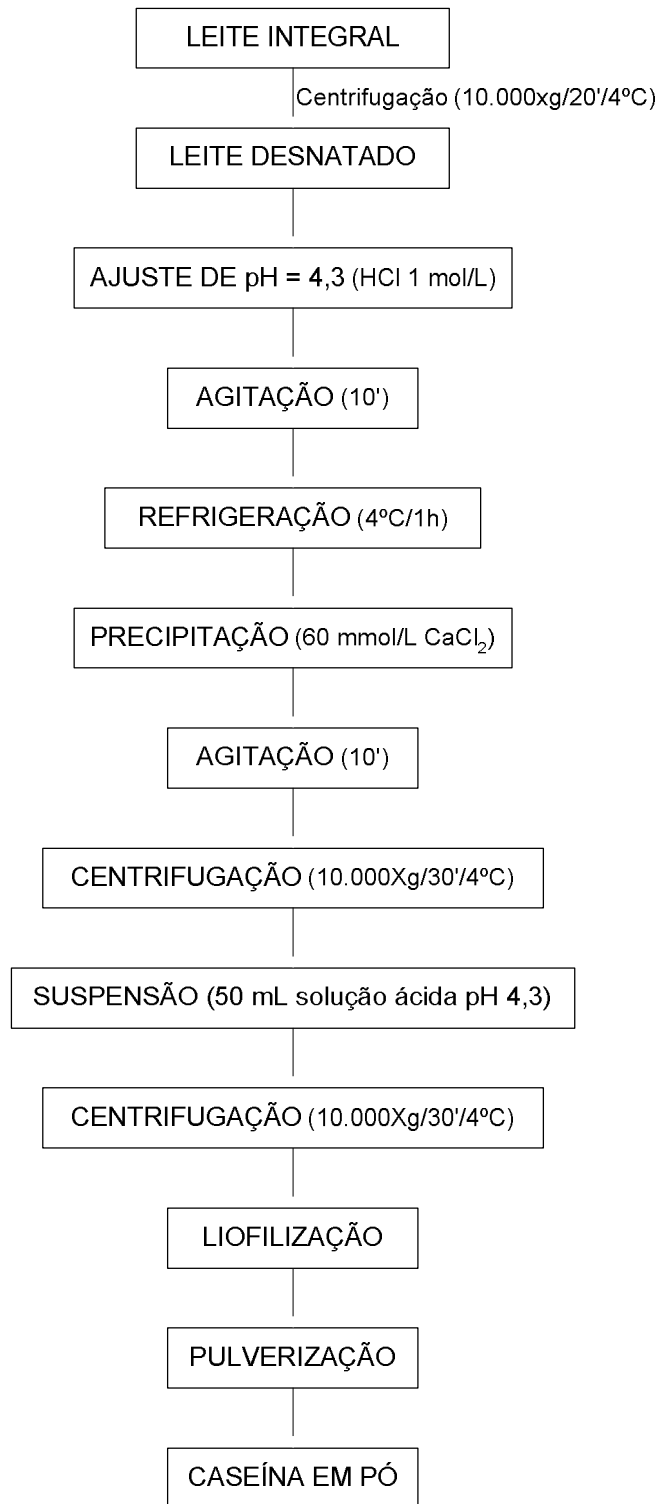 LEITE INTEGRAL
Centrifugação (10.000xg/20'/4ºC)
LEITE DESNATADO
AJUSTE DE pH = 4,3 (HCl 1 mol/L)
AGITAÇÃO (10')
REFRIGERAÇÃO (4ºC/1h)
PRECIPITAÇÃO (60 mmol/L CaCl₂)
AGITAÇÃO (10')
CENTRIFUGAÇÃO (10.000Xg/30'/4ºC)
SUSPENSÃO (50 mL solução ácida pH 4,3)
CENTRIFUGAÇÃO (10.000Xg/30'/4ºC)
LIOFILIZAÇÃO
PULVERIZAÇÃO
CASEÍNA EM PÓ